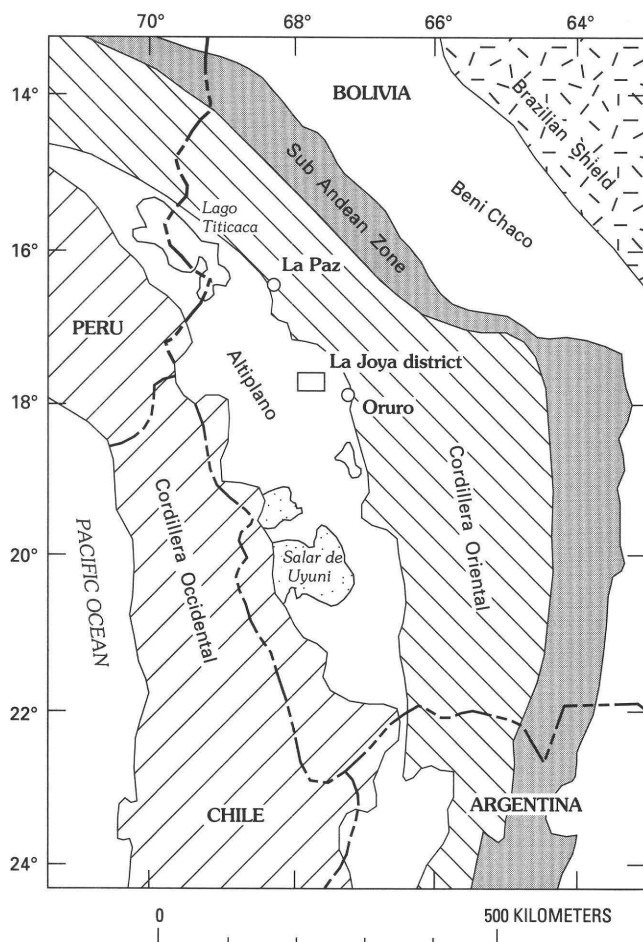 70°
68°
66°
64°
14°
BOLIVIA
Brazilian Shield
Sub Andean Zone
Beni Chaco
Lago
Titicaca
16°
La Paz
PERU
La Joya district
Altiplano
18°
Oruro
Cordillera Occidental
Cordillera Oriental
PACIFIC OCEAN
20°
Salar de
Uyuni
22°
CHILE
ARGENTINA
24°
0
500 KILOMETERS